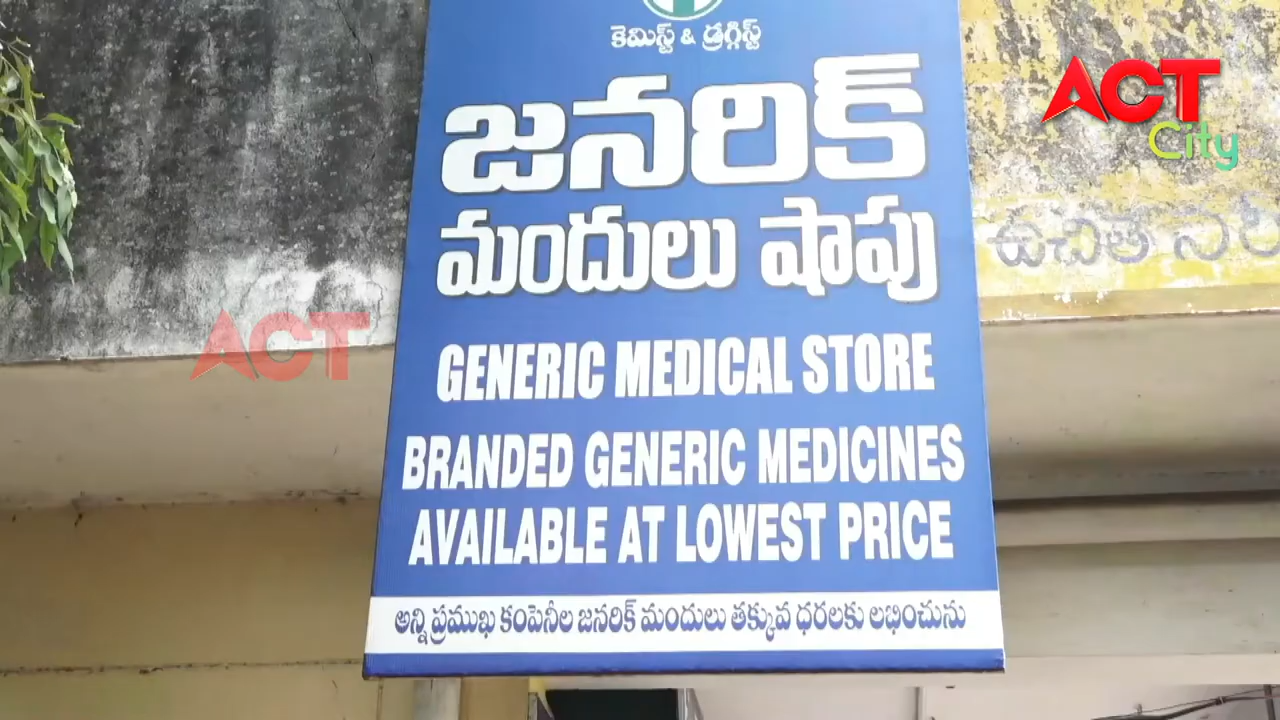 కెమిస్ట్ & డ్రగ్గిస్ట్
ACT
City
జనరిక్
మందులు షాపు
ఉచిత
ACT
GENERIC MEDICAL STORE
BRANDED GENERIC MEDICINES
AVAILABLE AT LOWEST PRICE
అన్ని ప్రముఖ కంపెనీల జనరిక్ మందులు తక్కువ ధరలకు లభించును